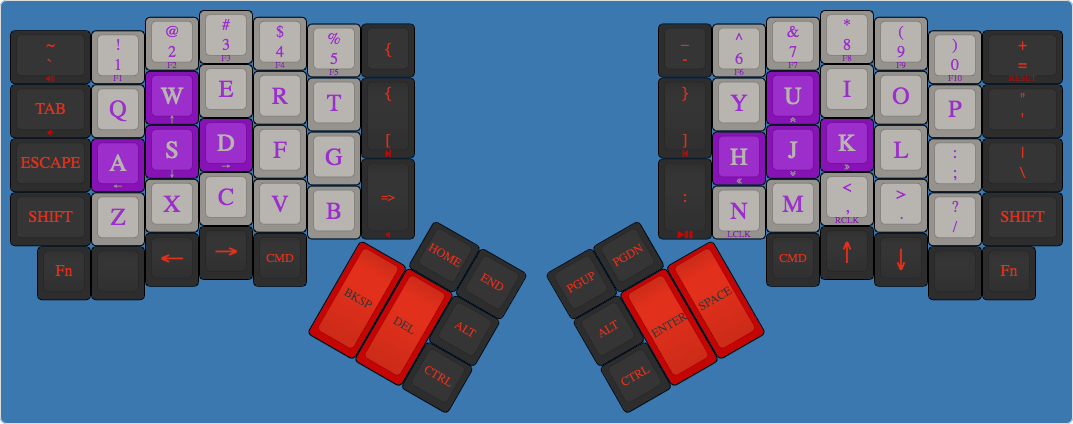 ~ ! @ # $ % {
` 1 2 3 4 5
F1 F2 F3 F4 F5
TAB Q W E R T { [
↑
ESCAPE A S D F G
← ↓ →
SHIFT Z X C V B =>
Fn ← → CMD
HOME END
BKSP DEL ALT
CTRL
_ ^ & * ( ) +
- 6 7 8 9 0 =
F6 F7 F8 F9 F10 RESET
} ] Y U I O P " '
H J K L : ; | \
: N M < , > . ? / SHIFT
LCLK RCLK
CMD ↑ ↓ Fn
PGUP PGDN
ALT ENTER SPACE
CTRL